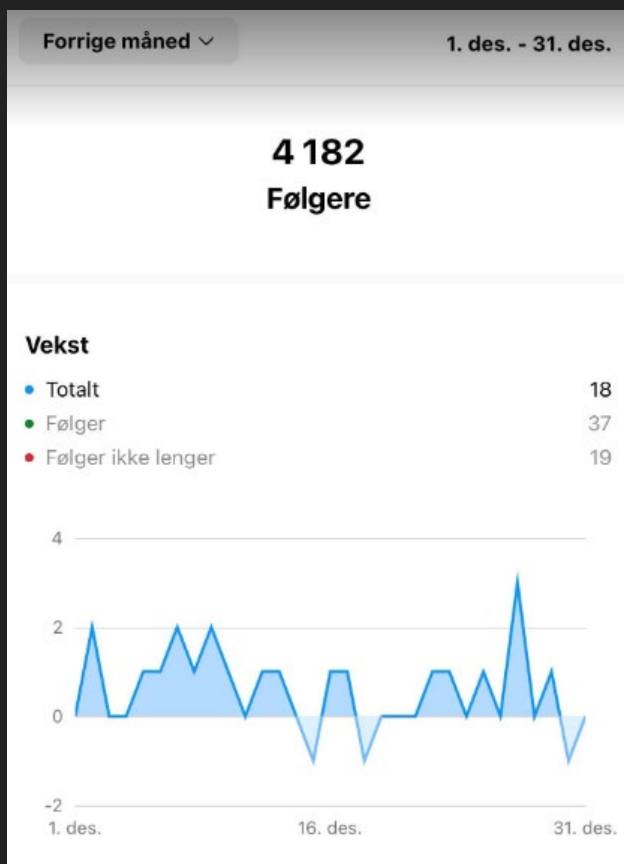 Forrige måned 1. des. - 31. des.
4 182
Følgere
Vekst
Totalt 18
Følger 37
Følger ikke lenger 19
4
2
0
-2
1. des. 16. des. 31. des.